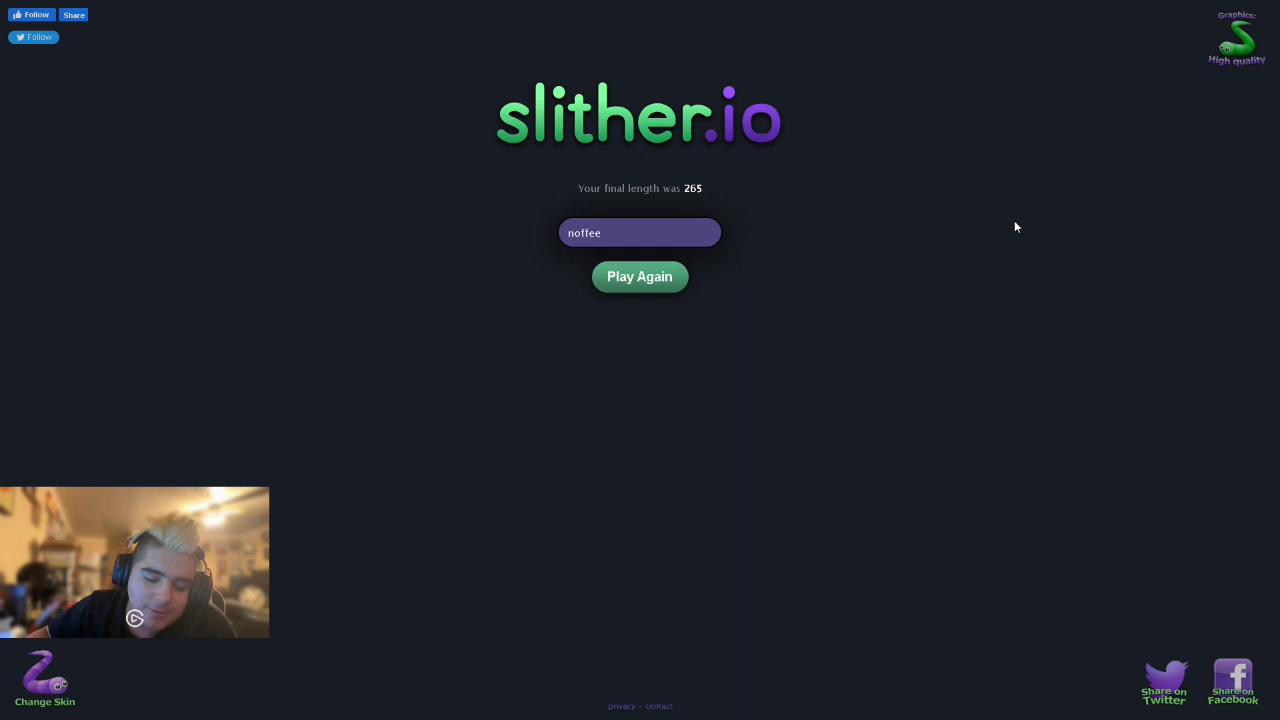 Follow Share
Follow
Graphics:
High quality
slither.io
Your final length was 265
noffee
Play Again
Change Skin
privacy - contact
Share on
Twitter
Share on
Facebook